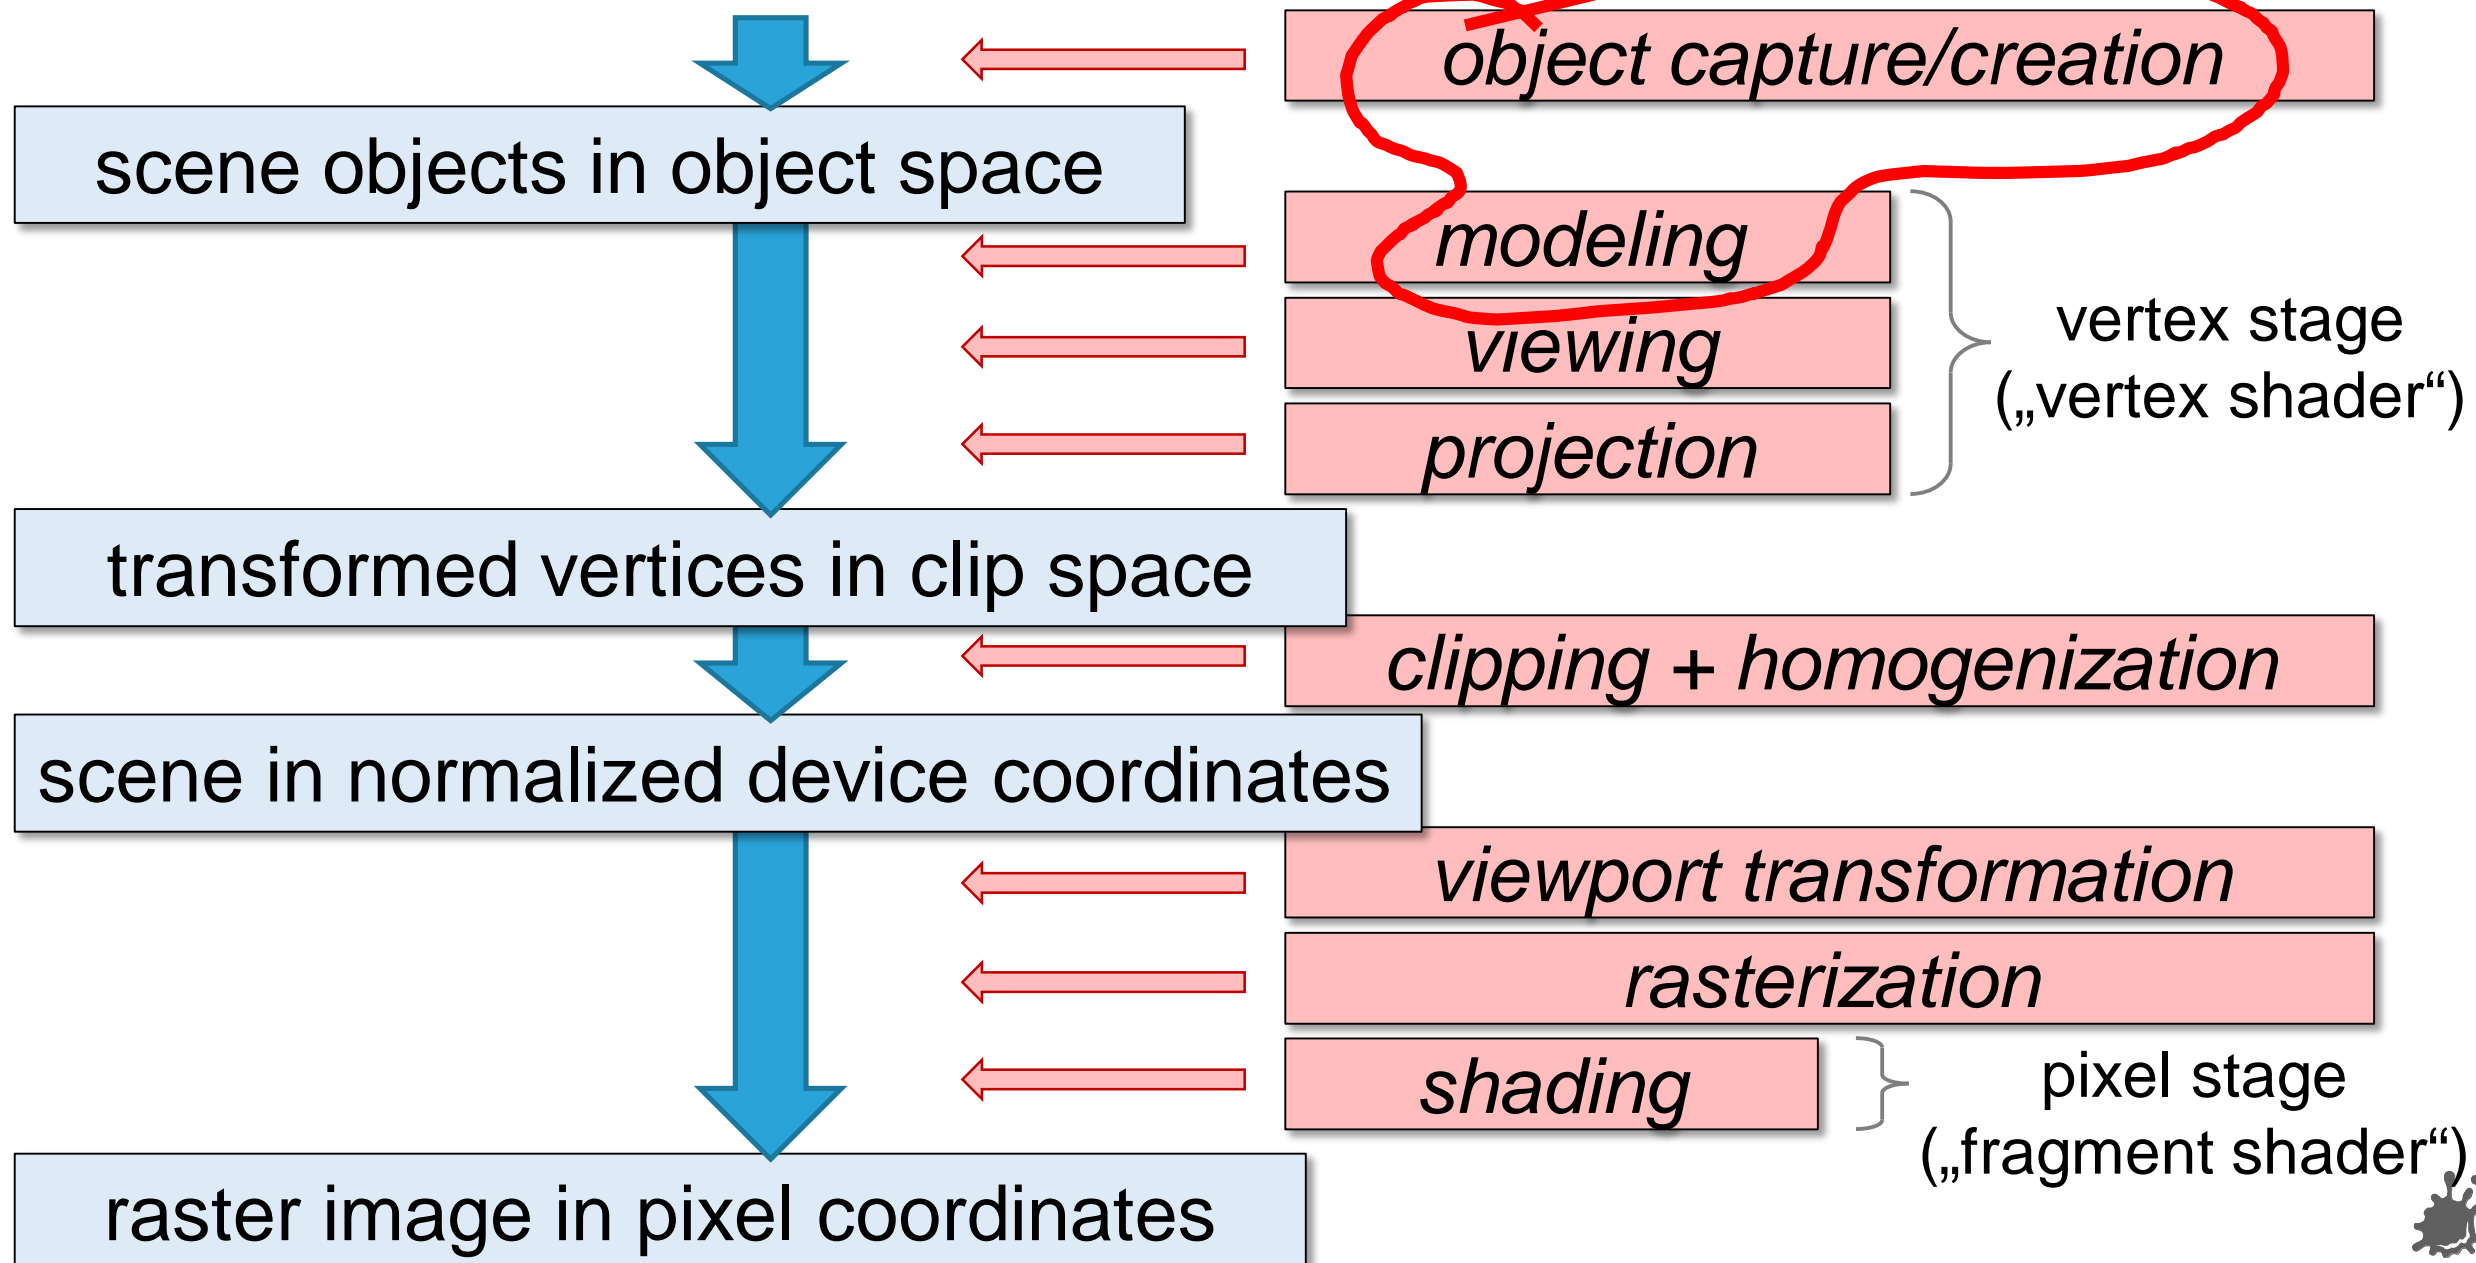 object capture/creation
scene objects in object space
modeling
viewing
projection
vertex stage
(„vertex shader“)
transformed vertices in clip space
clipping + homogenization
scene in normalized device coordinates
viewport transformation
rasterization
shading
pixel stage
(„fragment shader“)
raster image in pixel coordinates